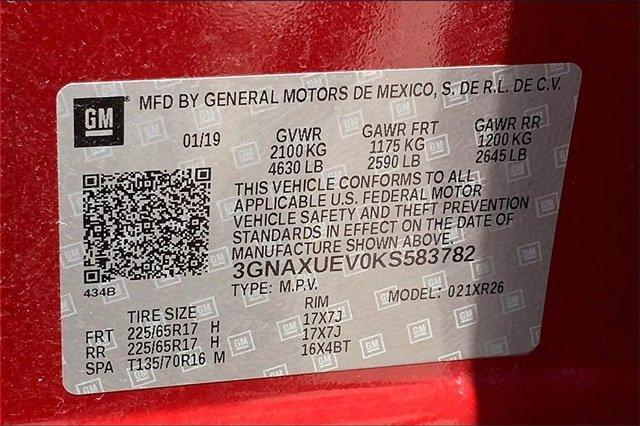 GM
MFD BY GENERAL MOTORS DE MEXICO, S. DE R.L. DE C.V.
01/19 GVWR GAWR FRT GAWR RR
2100 KG 1175 KG 1200 KG
4630 LB 2590 LB 2645 LB
THIS VEHICLE CONFORMS TO ALL
APPLICABLE U.S. FEDERAL MOTOR
VEHICLE SAFETY AND THEFT PREVENTION
STANDARDS IN EFFECT ON THE DATE OF
MANUFACTURE SHOWN ABOVE.
3GNAXUEV0KS583782
434B
TYPE: M.P.V. MODEL: 021XR26
TIRE SIZE RIM
FRT 225/65R17 H 17X7J
RR 225/65R17 H 17X7J
SPA T135/70R16 M 16X4BT